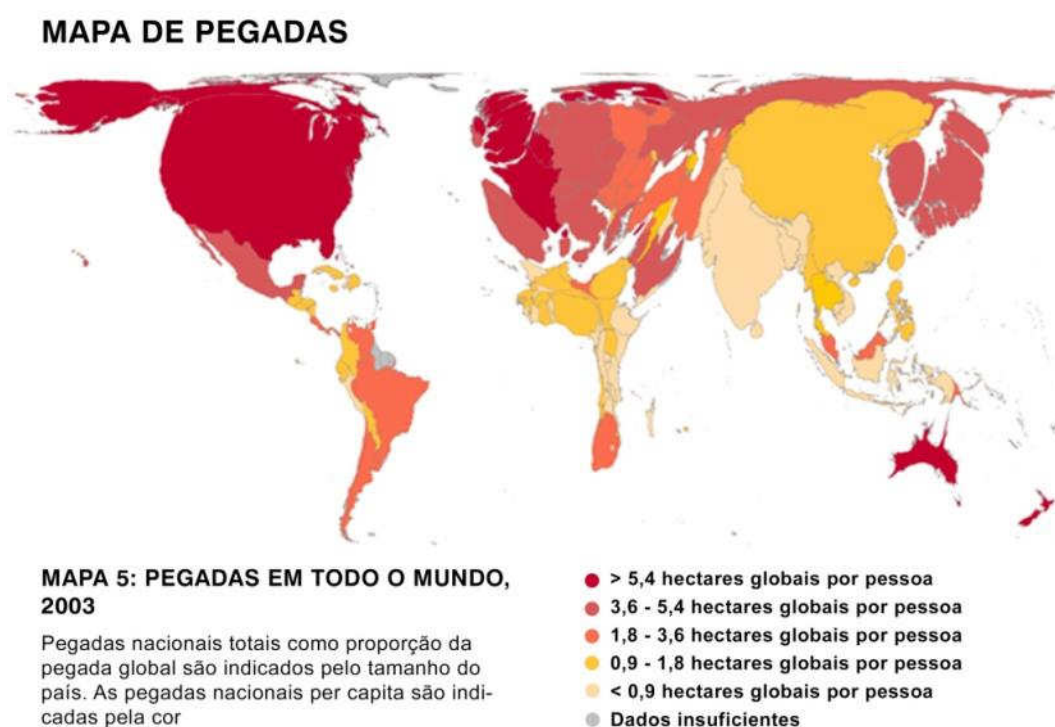 MAPA DE PEGADAS
MAPA 5: PEGADAS EM TODO O MUNDO,
2003
Pegadas nacionais totais como proporção da
pegada global são indicados pelo tamanho do
país. As pegadas nacionais per capita são indi-
cadas pela cor
> 5,4 hectares globais por pessoa
3,6 - 5,4 hectares globais por pessoa
1,8 - 3,6 hectares globais por pessoa
0,9 - 1,8 hectares globais por pessoa
< 0,9 hectares globais por pessoa
Dados insuficientes